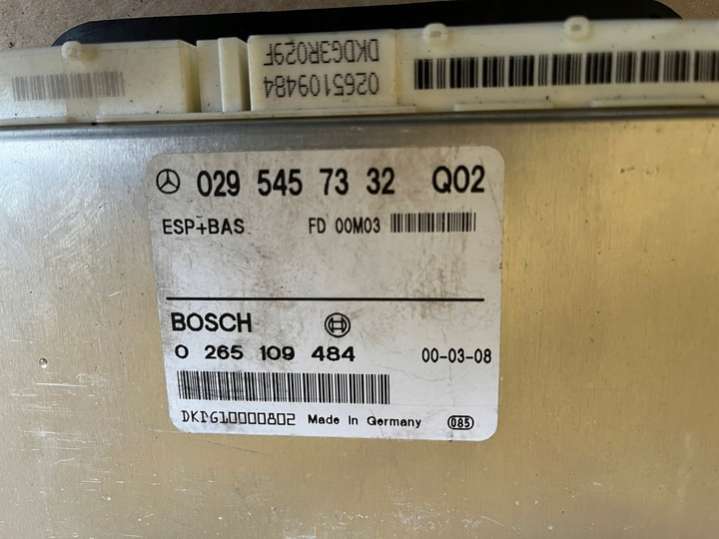 DKDG3R029F
0265109484
029 545 73 32 Q02
ESP+BAS FD 00M03
BOSCH
0 265 109 484 00-03-08
DKDG10000802 Made in Germany 085